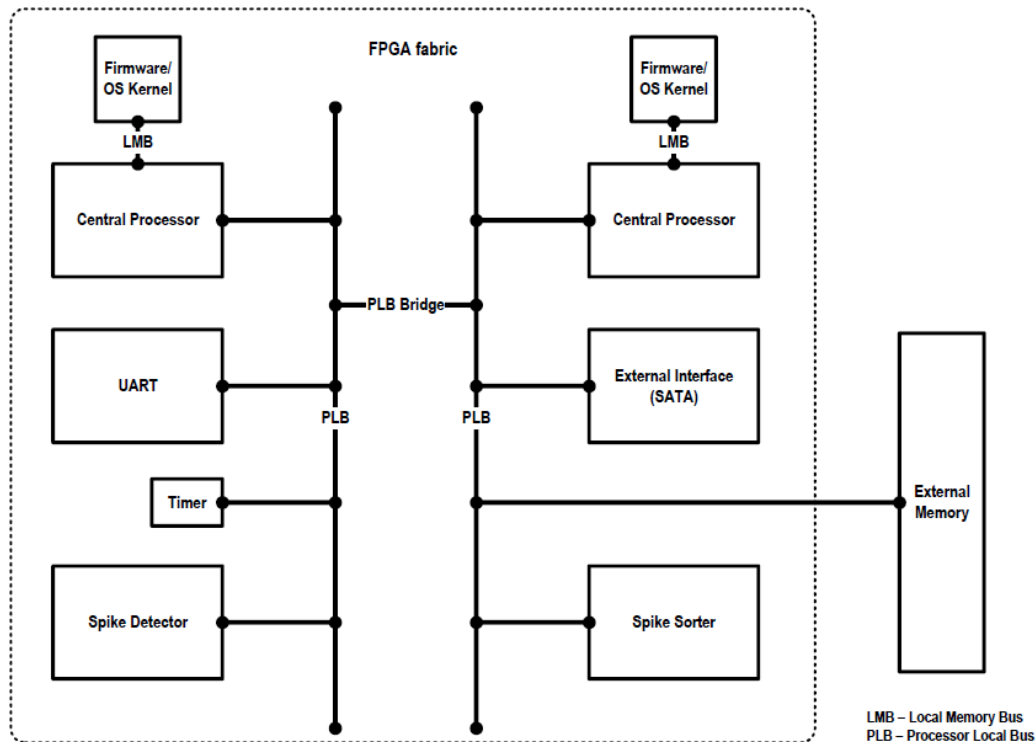 FPGA fabric
Firmware/
OS Kernel
LMB
Central Processor
Firmware/
OS Kernel
LMB
Central Processor
PLB Bridge
UART
External Interface
(SATA)
PLB
PLB
Timer
External
Memory
Spike Detector
Spike Sorter
LMB – Local Memory Bus
PLB – Processor Local Bus